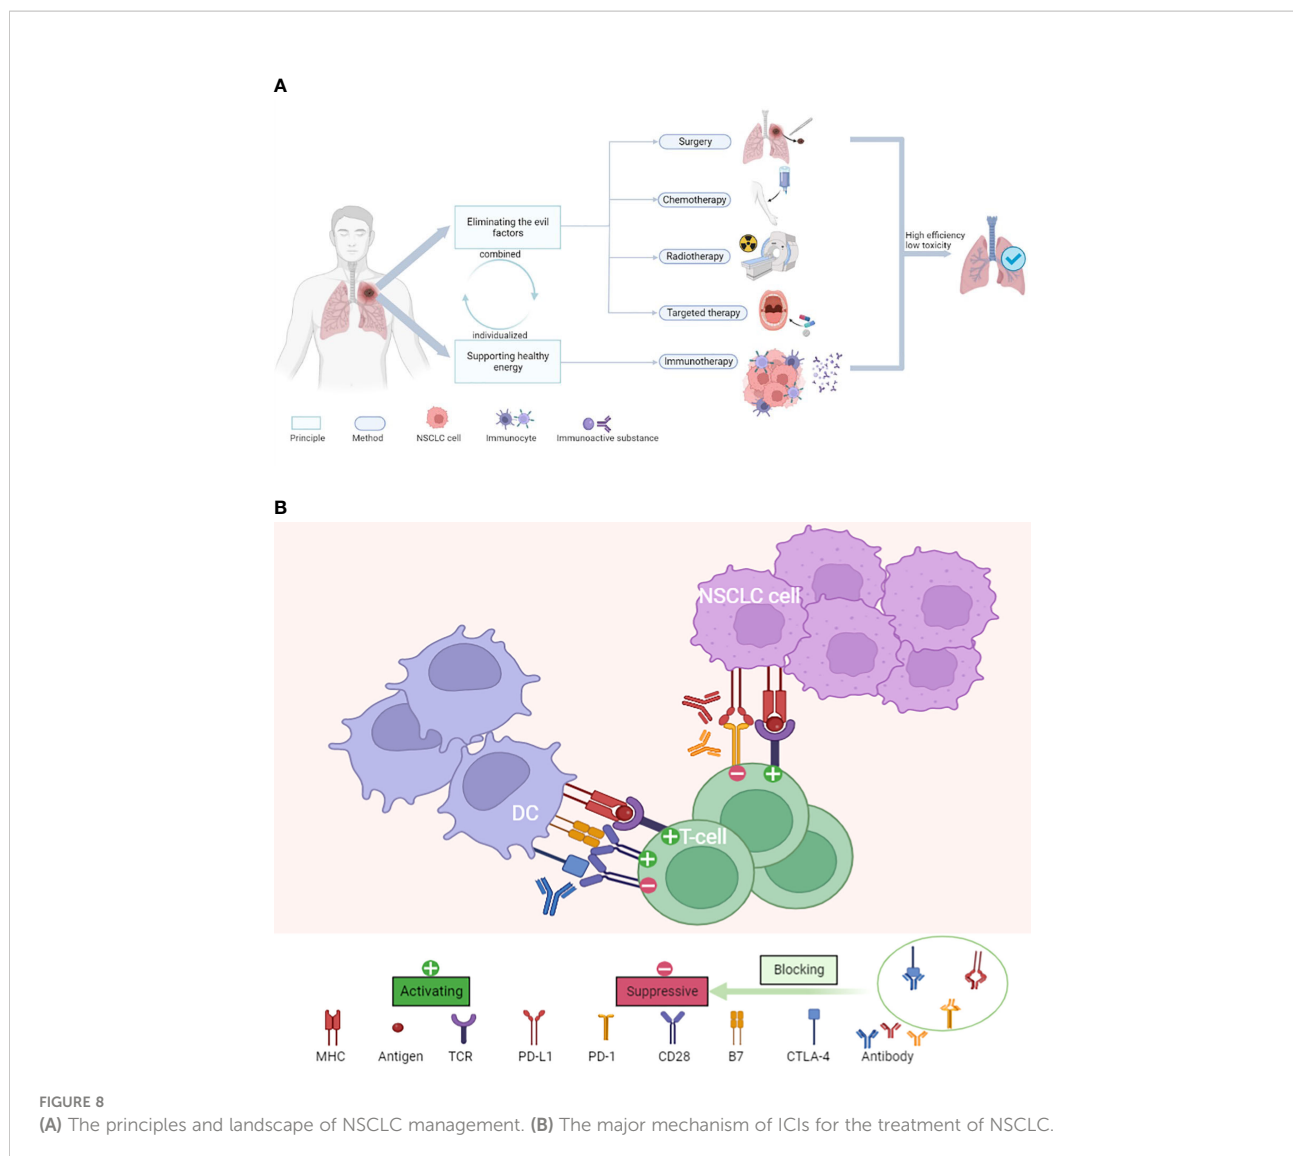 A
Surgery
Chemotherapy
Eliminating the evil
factors
combined
Radiotherapy
High efficiency
low toxicity
Targeted therapy
individualized
Supporting healthy
energy
Immunotherapy
Principle
Method
NSCLC cell
Immunocyte
Immunoactive substance
B
NSCLC cell
DC
T-cell
Activating
Suppressive
Blocking
MHC
Antigen
TCR
PD-L1
PD-1
CD28
B7
CTLA-4
Antibody
FIGURE 8
(A) The principles and landscape of NSCLC management. (B) The major mechanism of ICIs for the treatment of NSCLC.